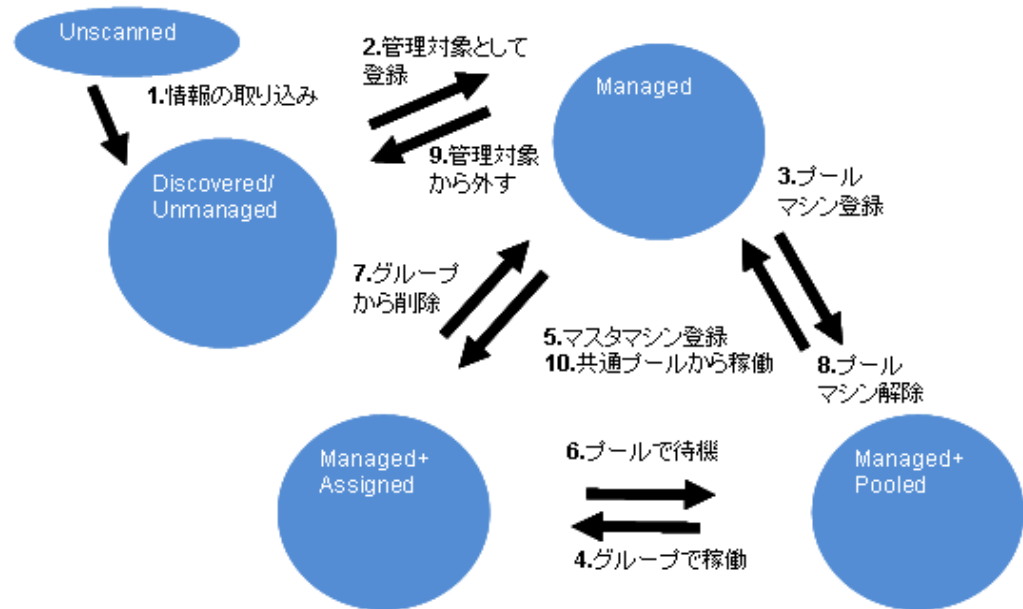 Unscanned
1.情報の取り込み
2.管理対象として
登録
Managed
Discovered/
Unmanaged
9.管理対象
から外す
3.プール
マシン登録
7.グループ
から削除
5.マスタマシン登録
10.共通プールから稼働
8.プール
マシン解除
Managed+
Assigned
6.プールで待機
Managed+
Pooled
4.グループで稼働